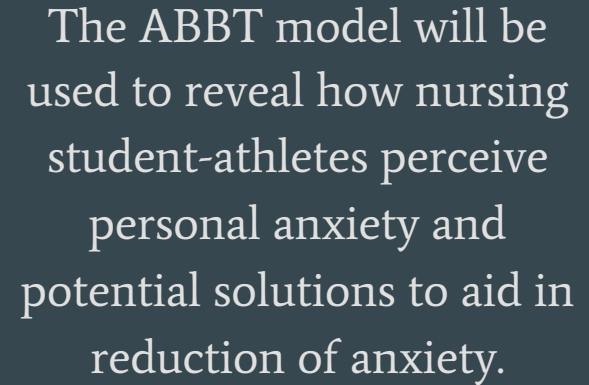 The ABBT model will be
used to reveal how nursing
student-athletes perceive
personal anxiety and
potential solutions to aid in
reduction of anxiety.